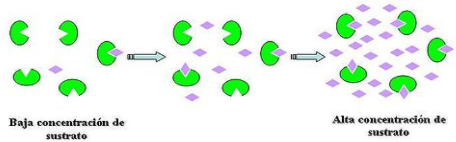 Baja concentración de
sustrato
Alta concentración de
sustrato